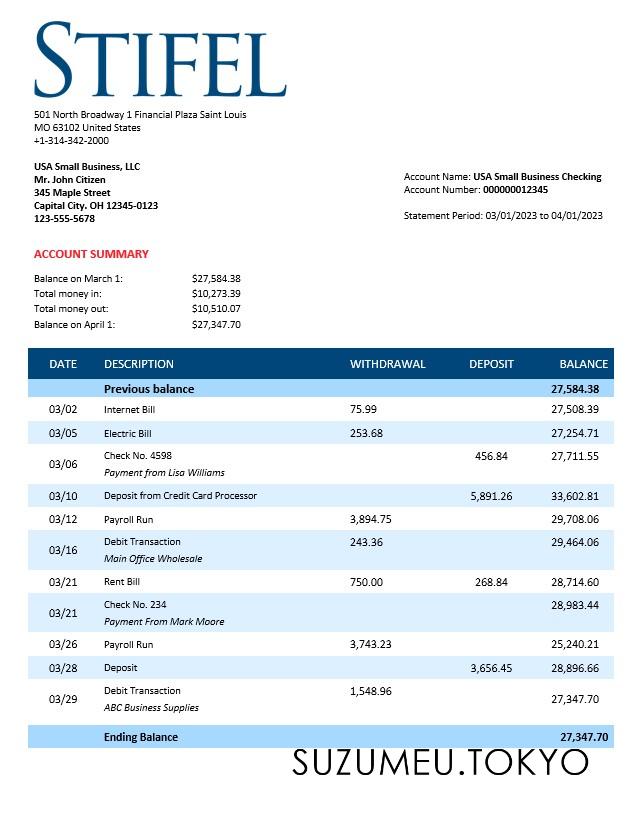 STIFEL
501 North Broadway 1 Financial Plaza Saint Louis
MO 63102 United States
+1-314-342-2000
USA Small Business, LLC
Mr. John Citizen
345 Maple Street
Capital City. OH 12345-0123
123-555-5678
Account Name: USA Small Business Checking
Account Number: 000000012345
Statement Period: 03/01/2023 to 04/01/2023
ACCOUNT SUMMARY
Balance on March 1: $27,584.38
Total money in: $10,273.39
Total money out: $10,510.07
Balance on April 1: $27,347.70
DATE DESCRIPTION WITHDRAWAL DEPOSIT BALANCE
Previous balance 27,584.38
03/02 Internet Bill 75.99 27,508.39
03/05 Electric Bill 253.68 27,254.71
03/06 Check No. 4598 456.84 27,711.55
Payment from Lisa Williams
03/10 Deposit from Credit Card Processor 5,891.26 33,602.81
03/12 Payroll Run 3,894.75 29,708.06
03/16 Debit Transaction 243.36 29,464.06
Main Office Wholesale
03/21 Rent Bill 750.00 268.84 28,714.60
03/21 Check No. 234 28,983.44
Payment From Mark Moore
03/26 Payroll Run 3,743.23 25,240.21
03/28 Deposit 3,656.45 28,896.66
03/29 Debit Transaction 1,548.96 27,347.70
ABC Business Supplies
Ending Balance 27,347.70
SUZUMEU.TOKYO